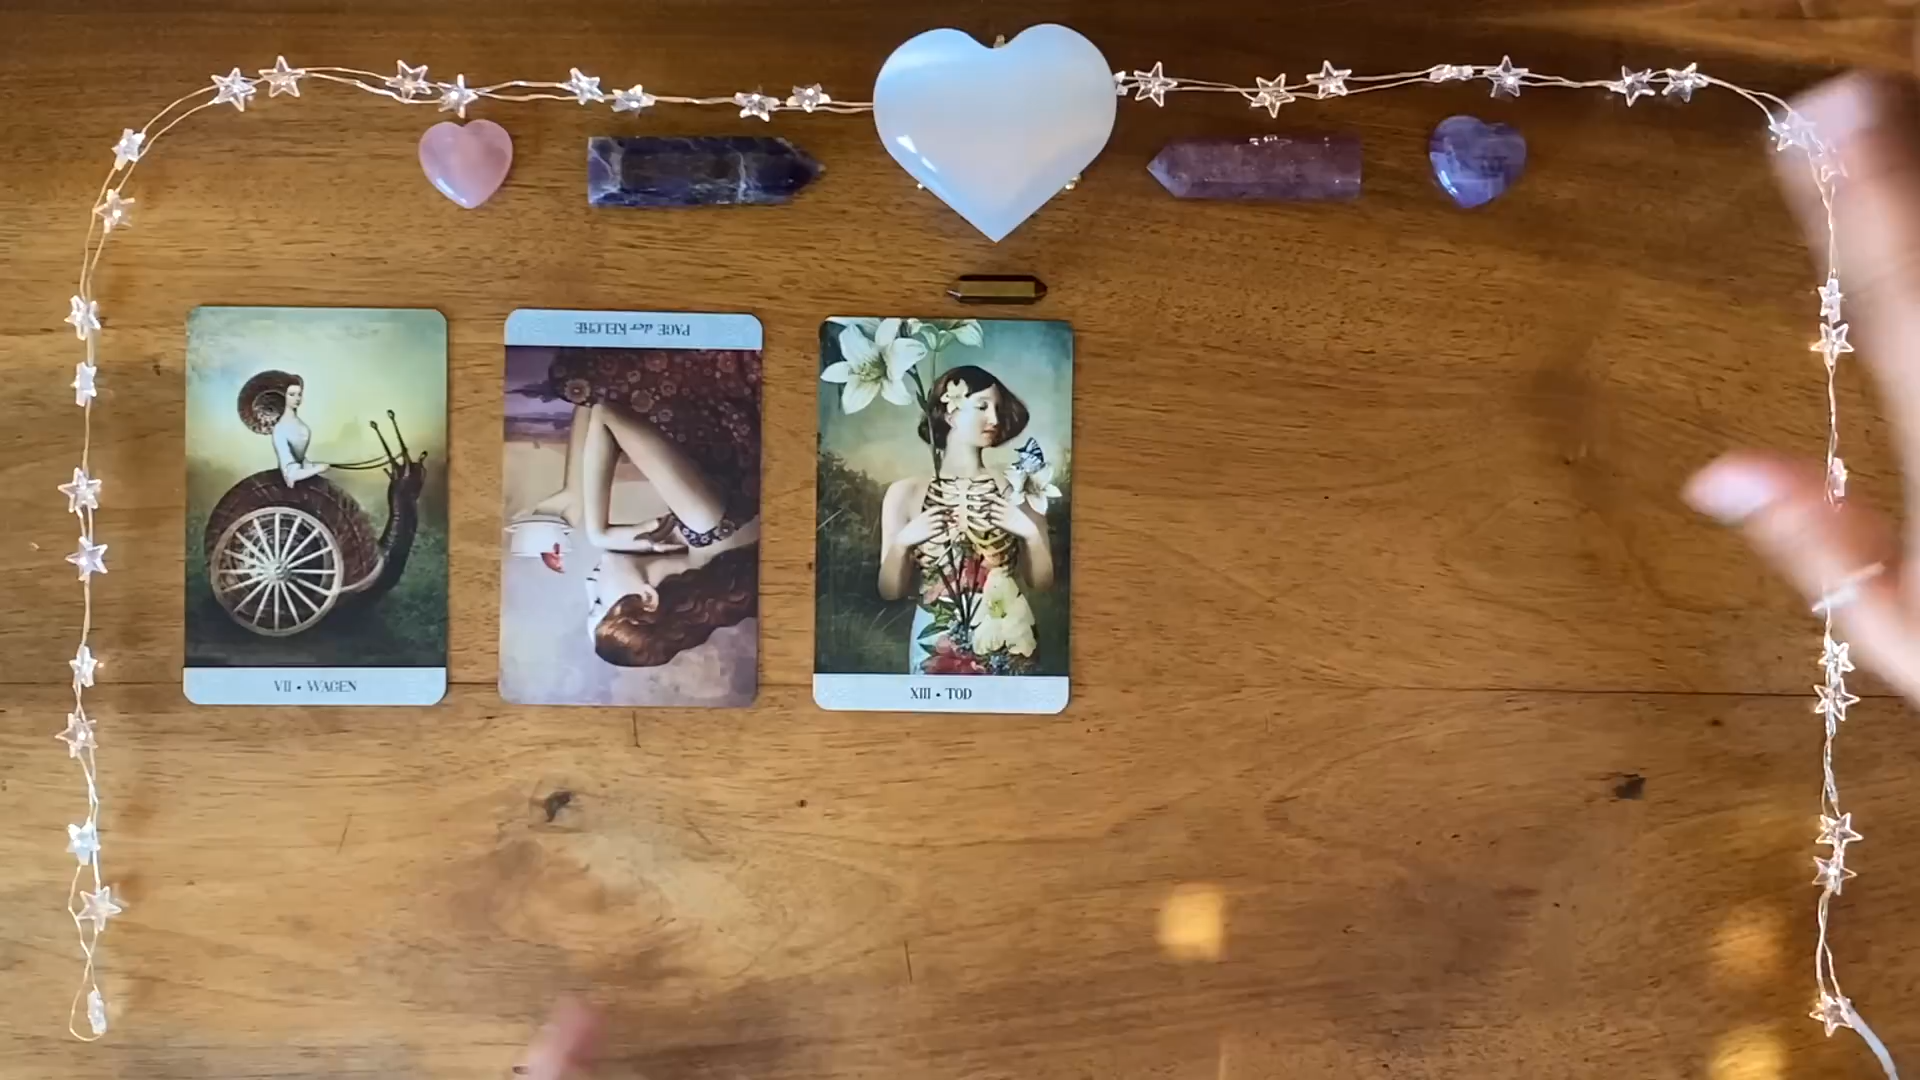 VII • WAGEN
PAGE der KELCHE
XIII • TOD